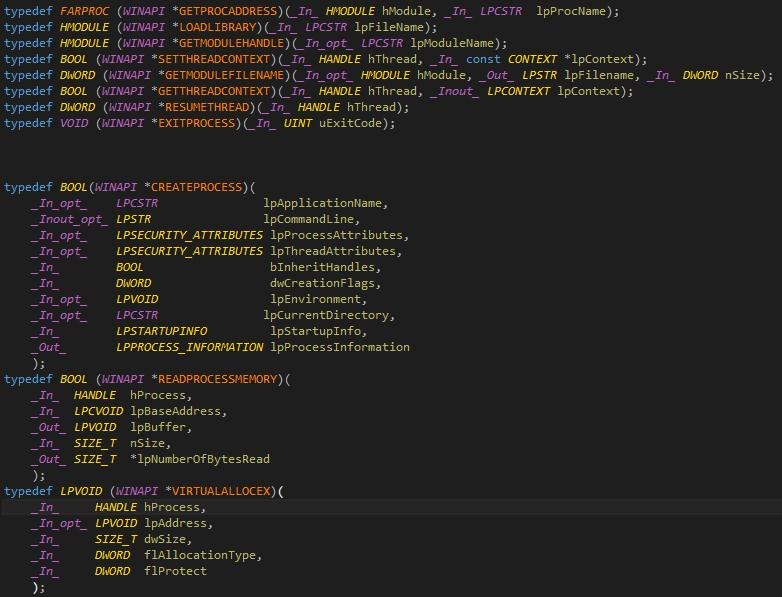 typedef FARPROC (WINAPI *GETPROCADDRESS)(_In_ HMODULE hModule, _In_ LPCSTR  lpProcName);
typedef HMODULE (WINAPI *LOADLIBRARY)(_In_ LPCSTR lpFileName);
typedef HMODULE (WINAPI *GETMODULEHANDLE)(_In_opt_ LPCSTR lpModuleName);
typedef BOOL (WINAPI *SETTHREADCONTEXT)(_In_ HANDLE hThread, _In_ const CONTEXT *lpContext);
typedef DWORD (WINAPI *GETMODULEFILENAME)(_In_opt_ HMODULE hModule, _Out_ LPSTR lpFilename, _In_ DWORD nSize);
typedef BOOL (WINAPI *GETTHREADCONTEXT)(_In_ HANDLE hThread, _Inout_ LPCONTEXT lpContext);
typedef DWORD (WINAPI *RESUMETHREAD)(_In_ HANDLE hThread);
typedef VOID (WINAPI *EXITPROCESS)(_In_ UINT uExitCode);
typedef BOOL(WINAPI *CREATEPROCESS)(
    _In_opt_    LPCSTR               lpApplicationName,
    _Inout_opt_ LPSTR                lpCommandLine,
    _In_opt_    LPSECURITY_ATTRIBUTES lpProcessAttributes,
    _In_opt_    LPSECURITY_ATTRIBUTES lpThreadAttributes,
    _In_        BOOL                  bInheritHandles,
    _In_        DWORD                 dwCreationFlags,
    _In_opt_    LPVOID                lpEnvironment,
    _In_opt_    LPCSTR               lpCurrentDirectory,
    _In_        LPSTARTUPINFO         lpStartupInfo,
    _Out_       LPPROCESS_INFORMATION lpProcessInformation
    );
typedef BOOL (WINAPI *READPROCESSMEMORY)(
    _In_  HANDLE  hProcess,
    _In_  LPCVOID lpBaseAddress,
    _Out_ LPVOID  lpBuffer,
    _In_  SIZE_T  nSize,
    _Out_ SIZE_T  *lpNumberOfBytesRead
    );
typedef LPVOID (WINAPI *VIRTUALALLOCEX)(
    _In_     HANDLE hProcess,
    _In_opt_ LPVOID lpAddress,
    _In_     SIZE_T dwSize,
    _In_     DWORD  flAllocationType,
    _In_     DWORD  flProtect
    );